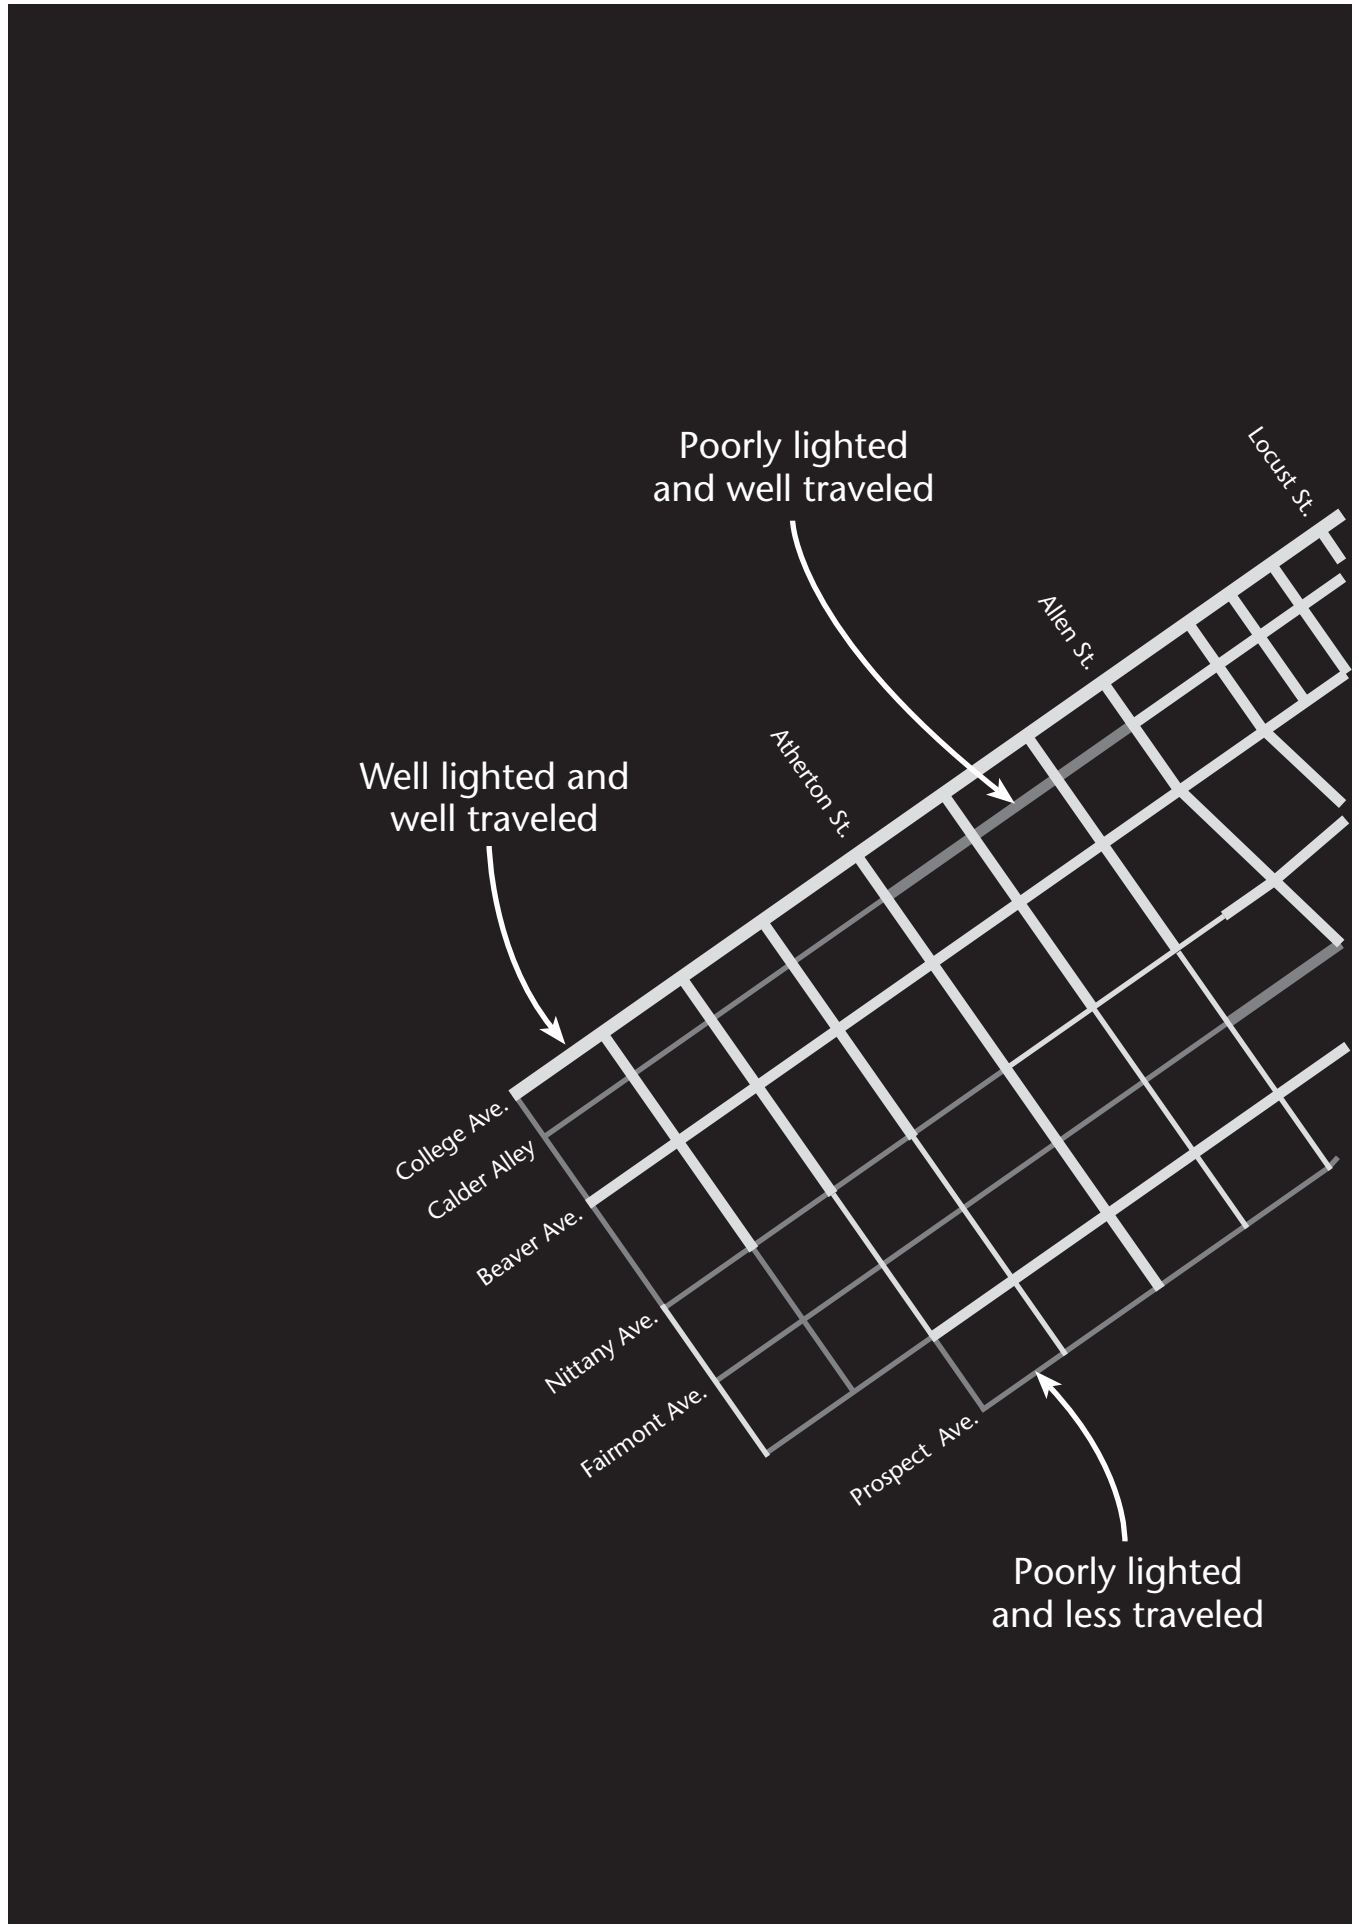 Locust St.
Poorly lighted
and well traveled
Allen St.
Atherton St.
Well lighted and
well traveled
College Ave.
Calder Alley
Beaver Ave.
Nittany Ave.
Fairmont Ave.
Prospect Ave.
Poorly lighted
and less traveled